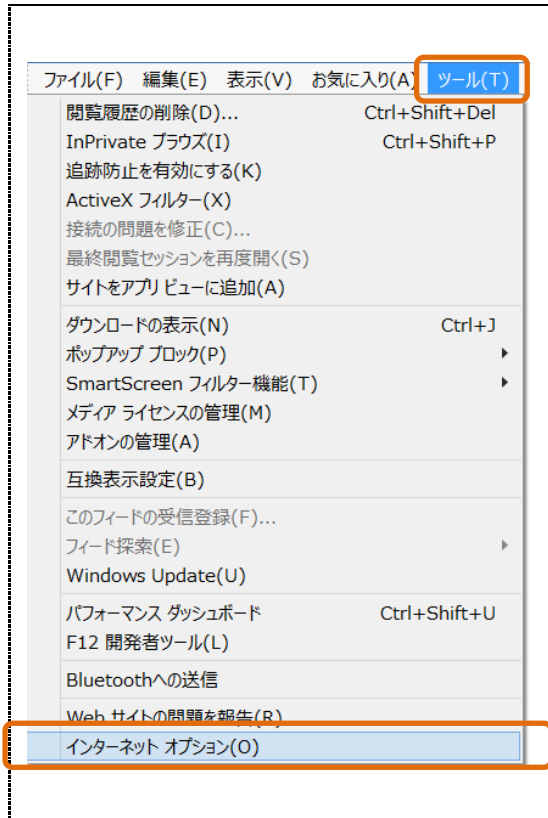 ファイル(F) 編集(E) 表示(V) お気に入り(A) ツール(T)
閲覧履歴の削除(D)... Ctrl+Shift+Del
InPrivate ブラウズ(I) Ctrl+Shift+P
追跡防止を有効にする(K)
ActiveX フィルター(X)
接続の問題を修正(C)...
最終閲覧セッションを再度開く(S)
サイトをアプリ ビューに追加(A)
ダウンロードの表示(N) Ctrl+J
ポップアップ ブロック(P)
SmartScreen フィルター機能(T)
メディア ライセンスの管理(M)
アドオンの管理(A)
互換表示設定(B)
このフィードの受信登録(F)...
フィード探索(E)
Windows Update(U)
パフォーマンス ダッシュボード Ctrl+Shift+U
F12 開発者ツール(L)
Bluetoothへの送信
Web サイトの問題を報告(R)
インターネット オプション(O)